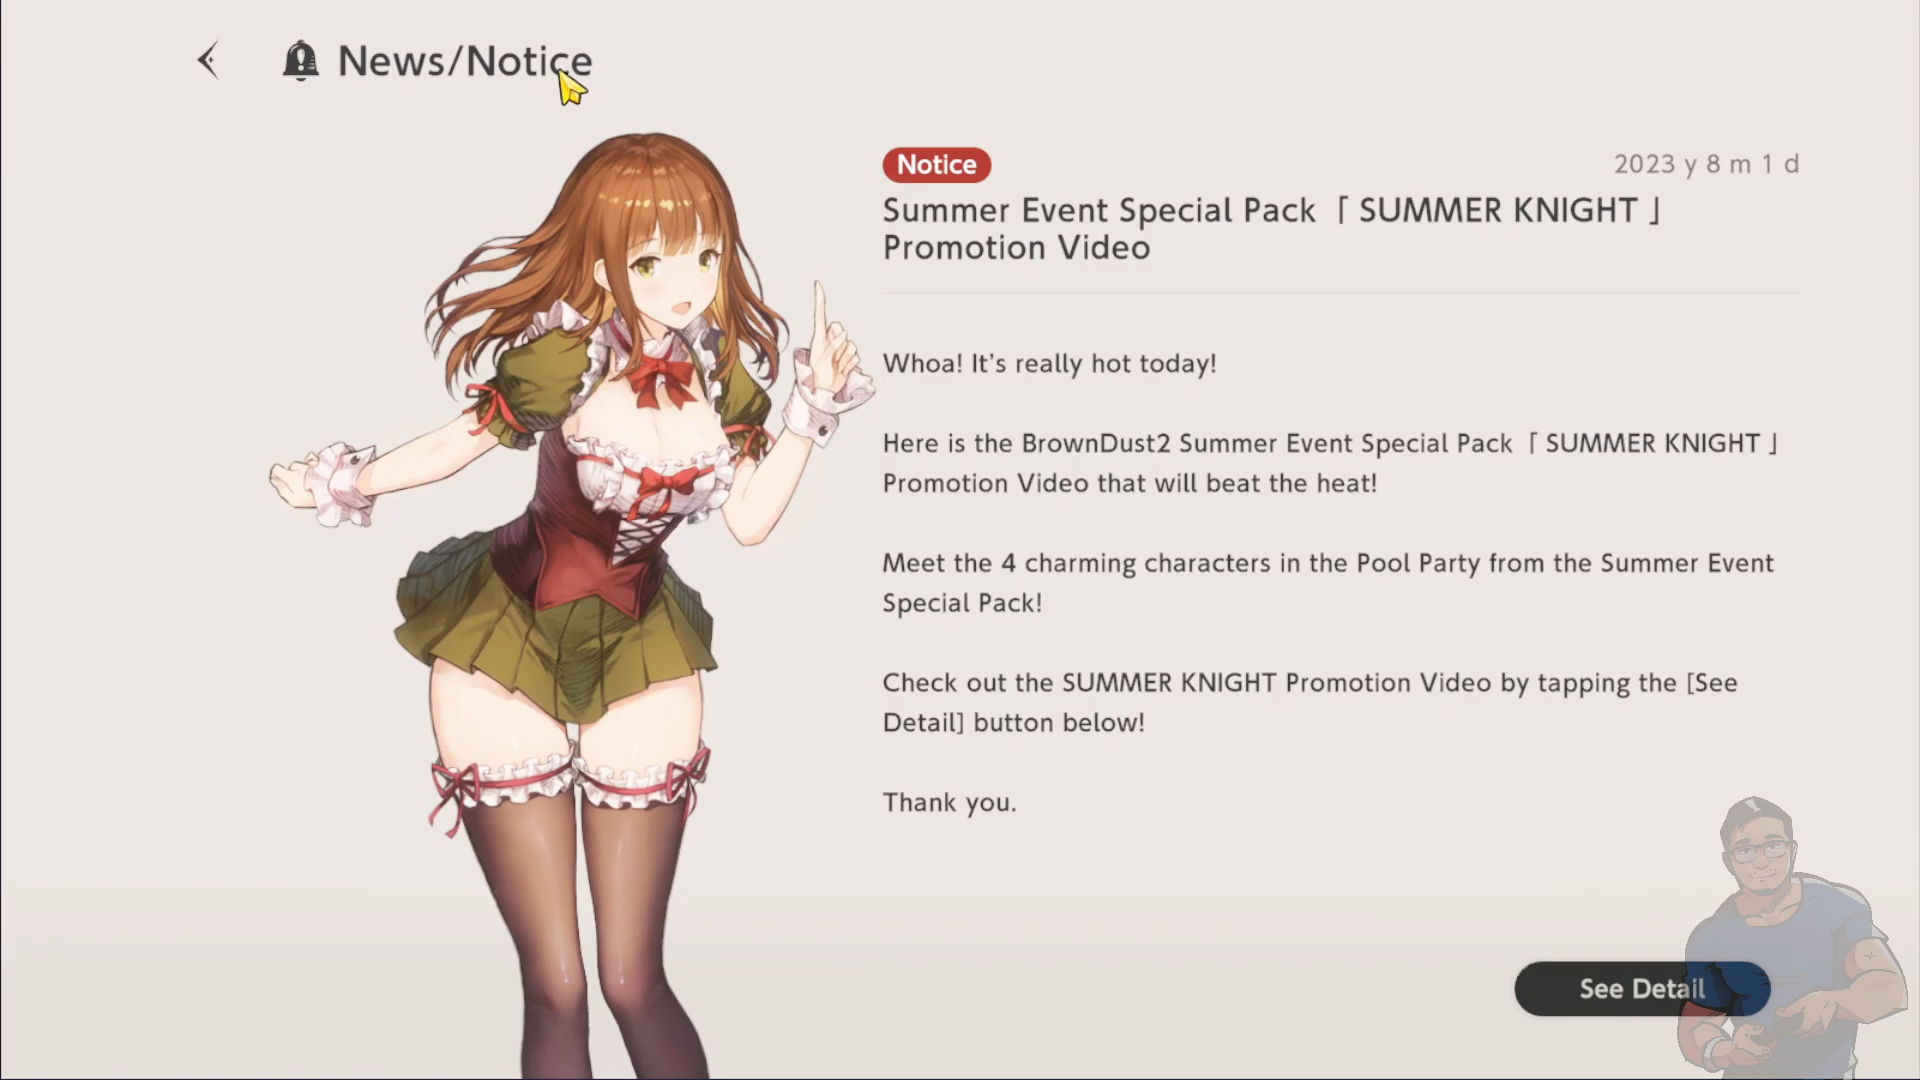 News/Notice
Notice
2023 y 8 m 1 d
Summer Event Special Pack「 SUMMER KNIGHT 」
Promotion Video
Whoa! It’s really hot today!
Here is the BrownDust2 Summer Event Special Pack「 SUMMER KNIGHT 」
Promotion Video that will beat the heat!
Meet the 4 charming characters in the Pool Party from the Summer Event
Special Pack!
Check out the SUMMER KNIGHT Promotion Video by tapping the [See
Detail] button below!
Thank you.
See Detail